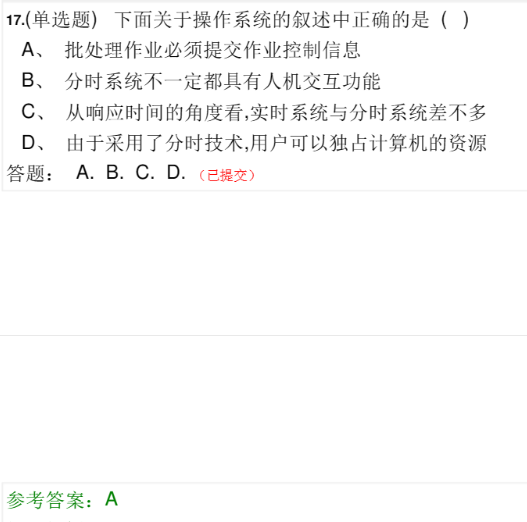 17.(单选题) 下面关于操作系统的叙述中正确的是 ( )
A、 批处理作业必须提交作业控制信息
B、 分时系统不一定都具有人机交互功能
C、 从响应时间的角度看,实时系统与分时系统差不多
D、 由于采用了分时技术,用户可以独占计算机的资源
答题： A. B. C. D. （已提交）
参考答案：A